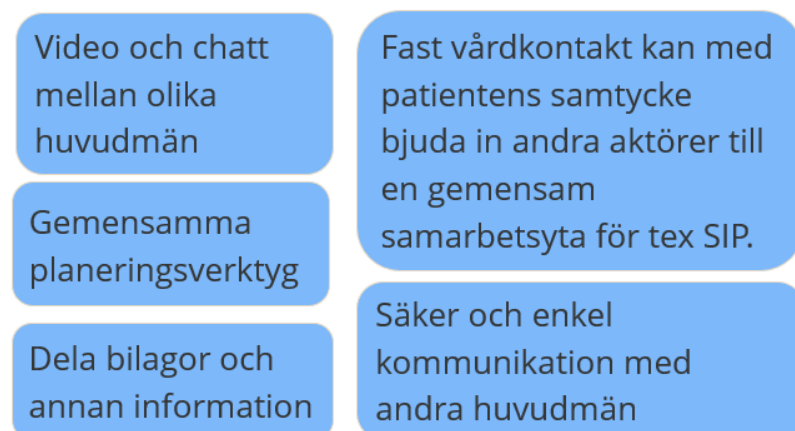 Video och chatt
mellan olika
huvudmän
Gemensamma
planeringsverktyg
Dela bilagor och
annan information
Fast vårdkontakt kan med
patientens samtycke
bjuda in andra aktörer till
en gemensam
samarbetsyta för tex SIP.
Säker och enkel
kommunikation med
andra huvudmän